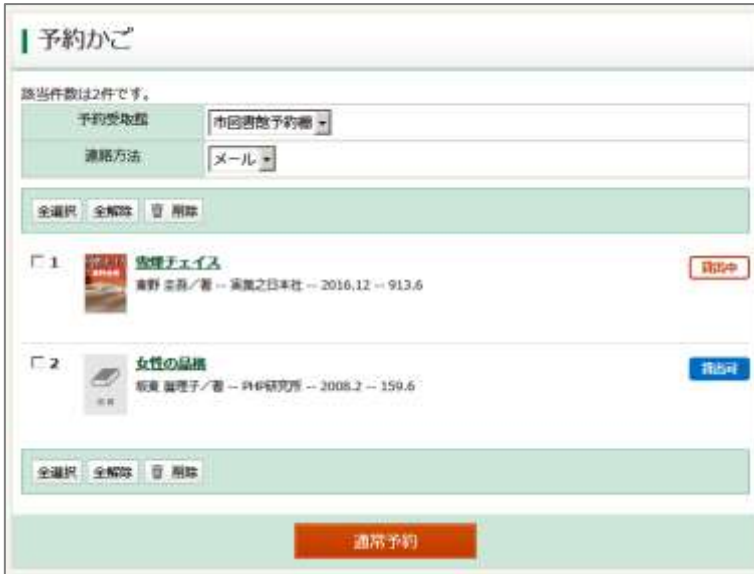 予約かご
該当件数は2件です。
予約受取館 市図書館予約棚
連絡方法 メール
全選択 全解除 削除
1 雪煙チェイス 貸出中
東野 圭吾/著 -- 実業之日本社 -- 2016.12 -- 913.6
2 女性の品格 貸出可
坂東 眞理子/著 -- PHP研究所 -- 2008.2 -- 159.6
全選択 全解除 削除
通常予約